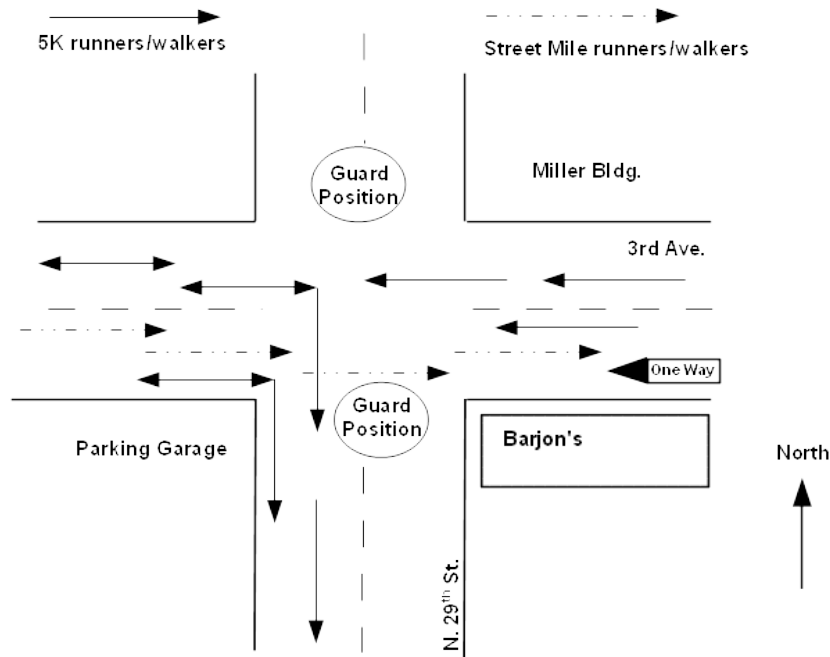 5K runners/walkers
Street Mile runners/walkers
Guard
Position
Miller Bldg.
3rd Ave.
One Way
Guard
Position
Parking Garage
Barjon's
North
N. 29th St.